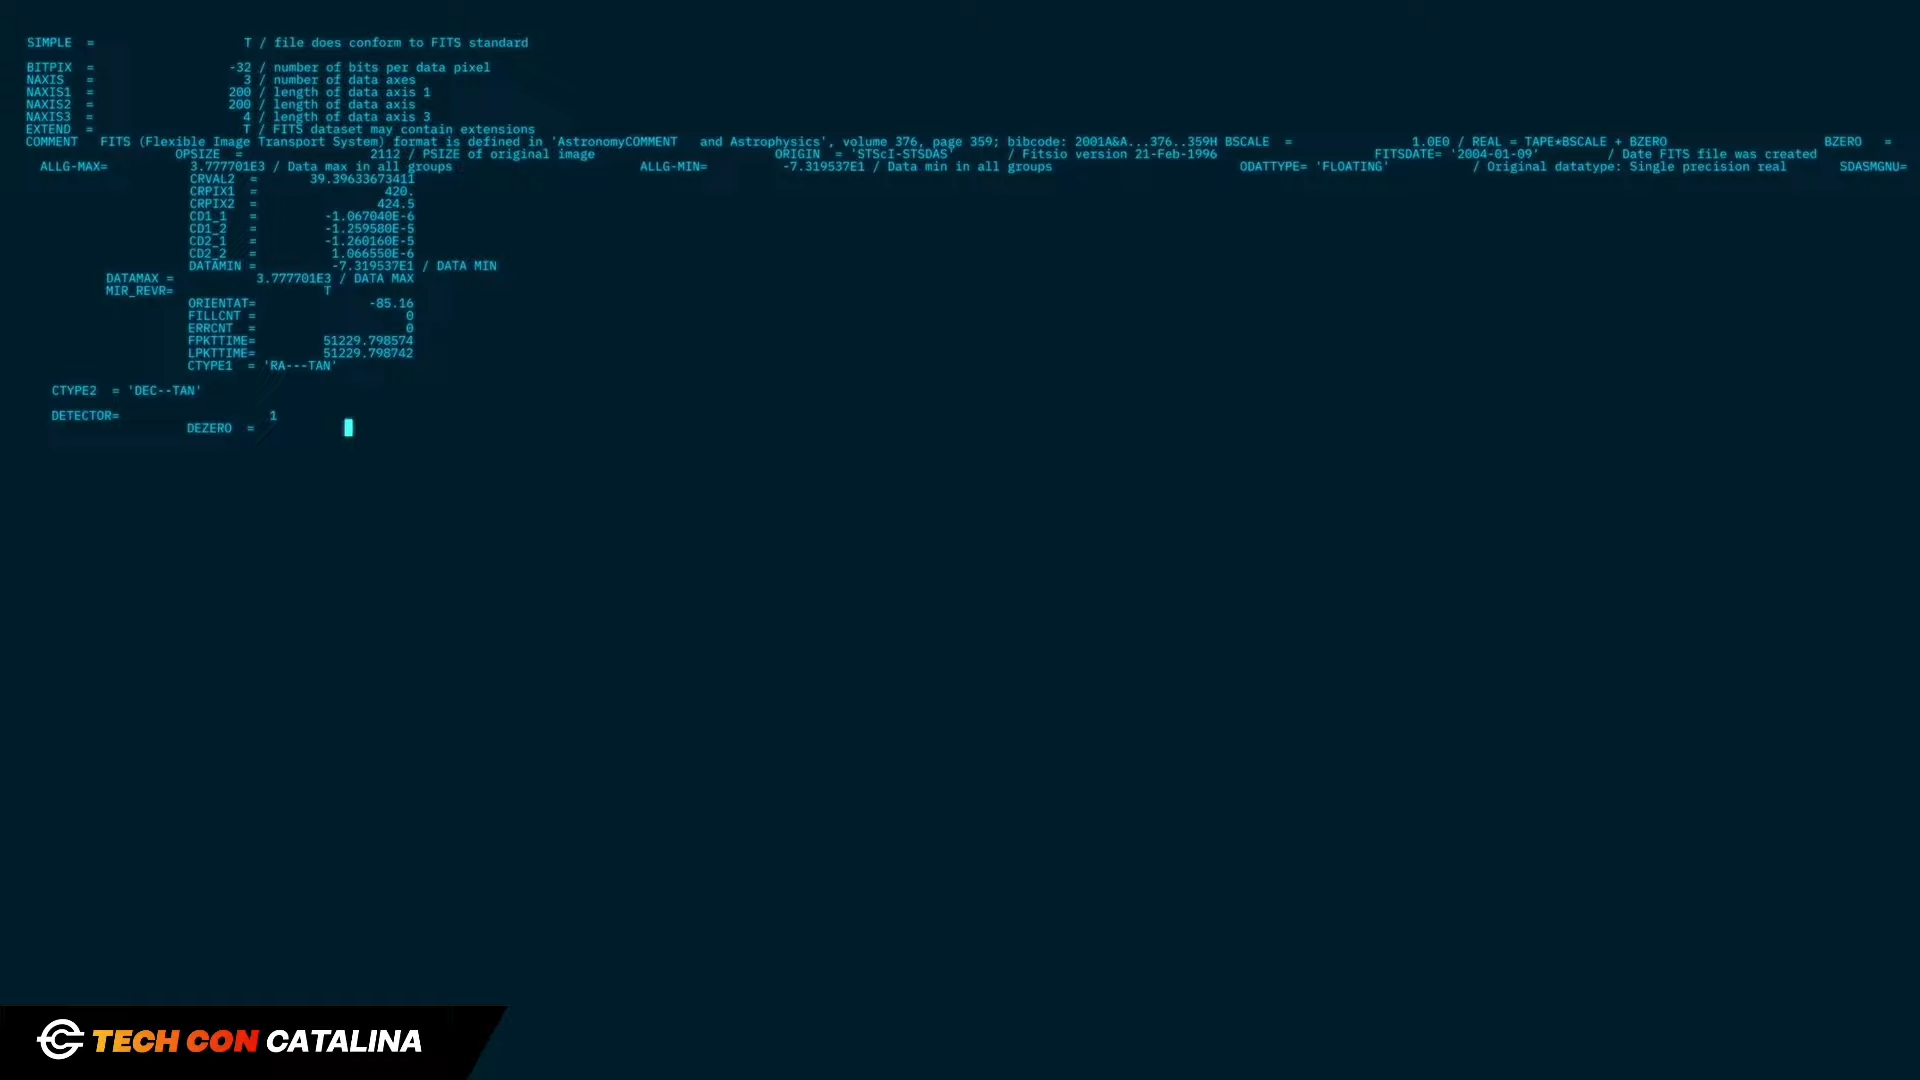 SIMPLE = T / file does conform to FITS standard
BITPIX = -32 / number of bits per data pixel
NAXIS = 3 / number of data axes
NAXIS1 = 200 / length of data axis 1
NAXIS2 = 200 / length of data axis
NAXIS3 = 4 / length of data axis 3
EXTEND = T / FITS dataset may contain extensions
COMMENT FITS (Flexible Image Transport System) format is defined in 'AstronomyCOMMENT and Astrophysics', volume 376, page 359; bibcode: 2001A&A...376..359H BSCALE = 1.0E0 / REAL = TAPE*BSCALE + BZERO BZERO =
OPSIZE = 2112 / PSIZE of original image ORIGIN = 'STScI-STSDAS' / Fitsio version 21-Feb-1996 FITSDATE= '2004-01-09' / Date FITS file was created
ALLG-MAX= 3.777701E3 / Data max in all groups ALLG-MIN= -7.319537E1 / Data min in all groups ODATTYPE= 'FLOATING' / Original datatype: Single precision real SDASMGNU=
CRVAL2 = 39.39633673411
CRPIX1 = 420.
CRPIX2 = 424.5
CD1_1 = -1.067040E-6
CD1_2 = -1.259580E-5
CD2_1 = -1.260160E-5
CD2_2 = 1.066550E-6
DATAMIN = -7.319537E1 / DATA MIN
DATAMAX = 3.777701E3 / DATA MAX
MIR_REVR= T
ORIENTAT= -85.16
FILLCNT = 0
ERRCNT = 0
FPKTTIME= 51229.798574
LPKTTIME= 51229.798742
CTYPE1 = 'RA---TAN'
CTYPE2 = 'DEC--TAN'
DETECTOR= 1
DEZERO =
TECH CON CATALINA